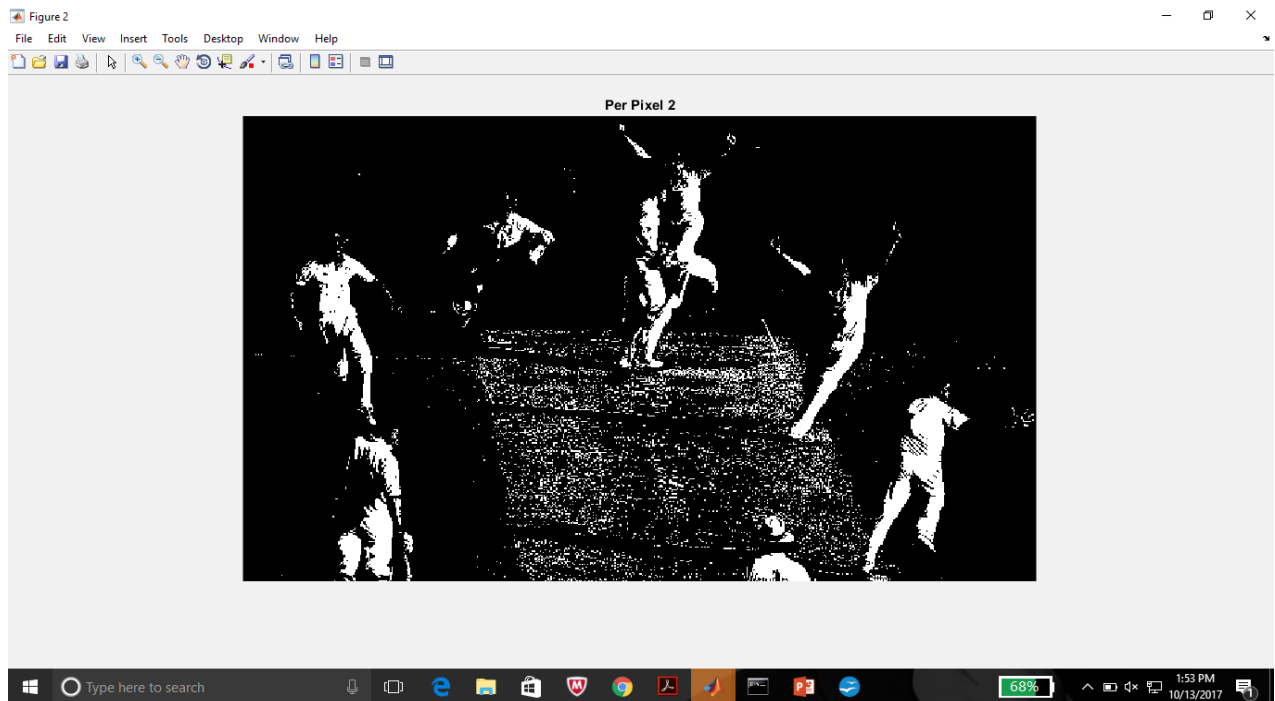 Figure 2
File Edit View Insert Tools Desktop Window Help
Per Pixel 2
Type here to search
68%
1:53 PM
10/13/2017